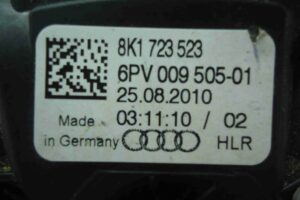 8K1 723 523
6PV 009 505-01
25.08.2010
Made 03:11:10 / 02
in Germany HLR